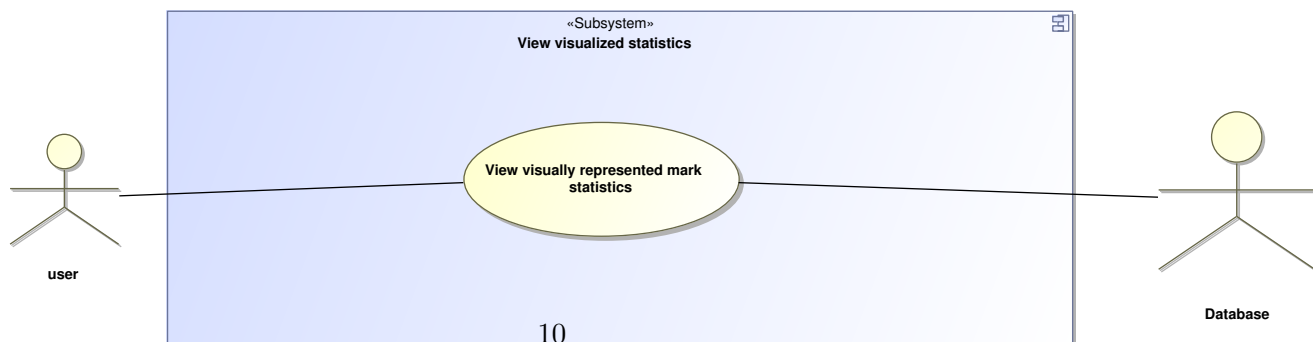 «Subsystem»
View visualized statistics
View visually represented mark
statistics
user
Database
10